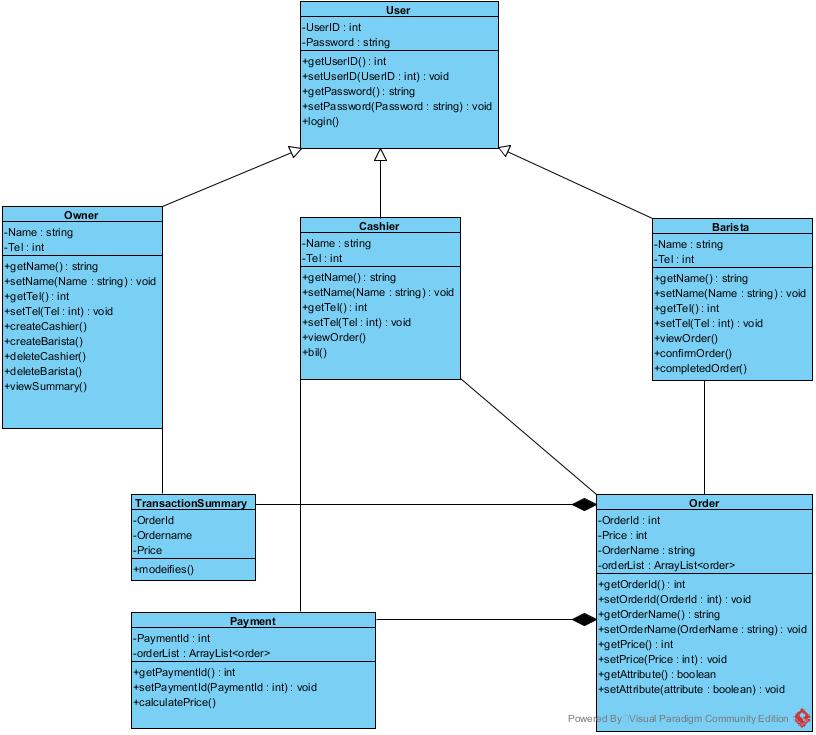 User
-UserID : int
-Password : string
+getUserID() : int
+setUserID(UserID : int) : void
+getPassword() : string
+setPassword(Password : string) : void
+login()
Owner
-Name : string
-Tel : int
+getName() : string
+setName(Name : string) : void
+getTel() : int
+setTel(Tel : int) : void
+createCashier()
+createBarista()
+deleteCashier()
+deleteBarista()
+viewSummary()
Cashier
-Name : string
-Tel : int
+getName() : string
+setName(Name : string) : void
+getTel() : int
+setTel(Tel : int) : void
+viewOrder()
+bil()
Barista
-Name : string
-Tel : int
+getName() : string
+setName(Name : string) : void
+getTel() : int
+setTel(Tel : int) : void
+viewOrder()
+confirmOrder()
+completedOrder()
TransactionSummary
-OrderId
-Ordername
-Price
+modeifies()
Order
-OrderId : int
-Price : int
-OrderName : string
-orderList : ArrayList<order>
+getOrderId() : int
+setOrderId(OrderId : int) : void
+getOrderName() : string
+setOrderName(OrderName : string) : void
+getPrice() : int
+setPrice(Price : int) : void
+getAttribute() : boolean
+setAttribute(attribute : boolean) : void
Payment
-PaymentId : int
-orderList : ArrayList<order>
+getPaymentId() : int
+setPaymentId(PaymentId : int) : void
+calculatePrice()
Powered By Visual Paradigm Community Edition